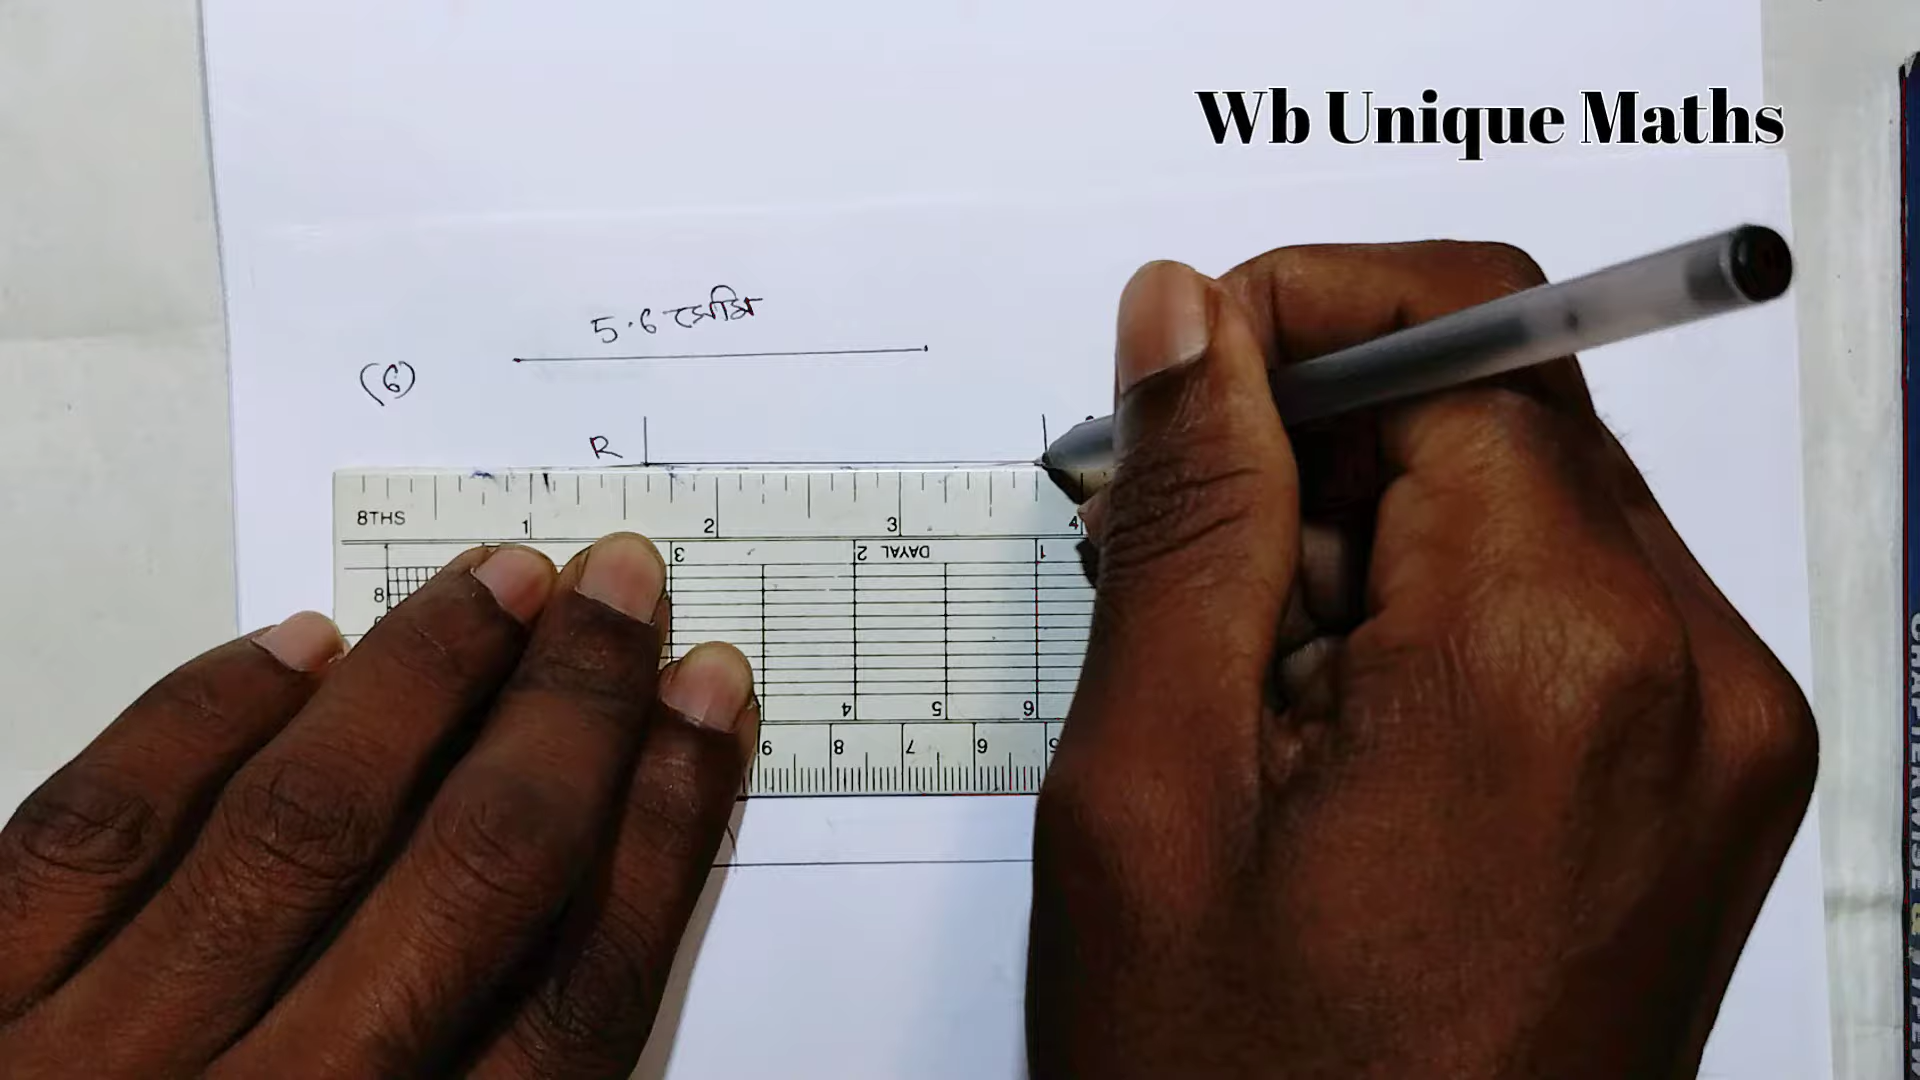 Wb Unique Maths
5.6 সেমি
(6)
R
8THS 1 2 3 4
3 2 DAYAL 1
8
4 5 6
9 8 7 6 5